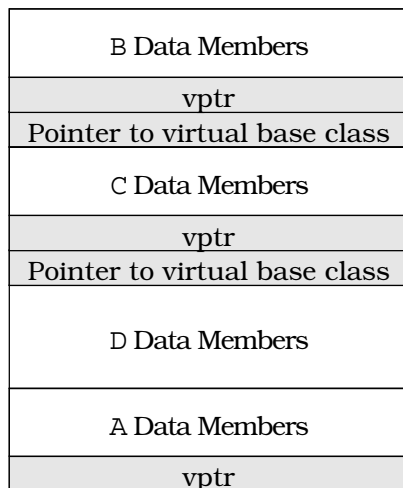 B Data Members
vptr
Pointer to virtual base class
C Data Members
vptr
Pointer to virtual base class
D Data Members
A Data Members
vptr